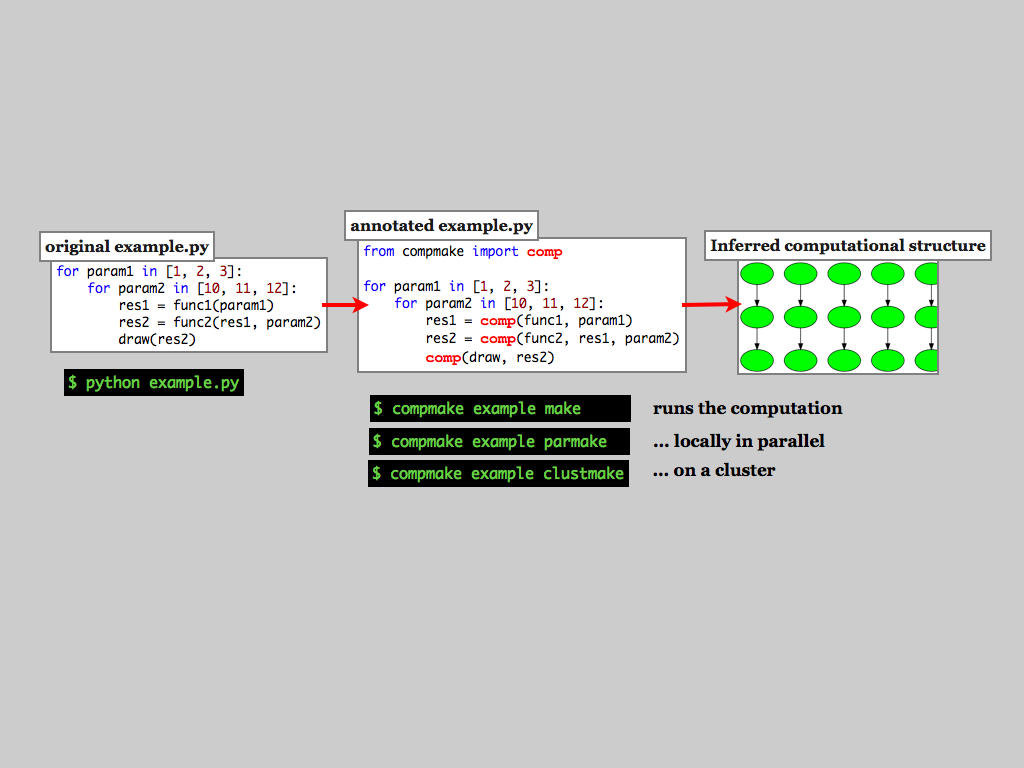 original example.py
for param1 in [1, 2, 3]:
    for param2 in [10, 11, 12]:
        res1 = func1(param1)
        res2 = func2(res1, param2)
        draw(res2)
$ python example.py
annotated example.py
from compmake import comp

for param1 in [1, 2, 3]:
    for param2 in [10, 11, 12]:
        res1 = comp(func1, param1)
        res2 = comp(func2, res1, param2)
        comp(draw, res2)
$ compmake example make
runs the computation
$ compmake example parmake
... locally in parallel
$ compmake example clustmake
... on a cluster
Inferred computational structure